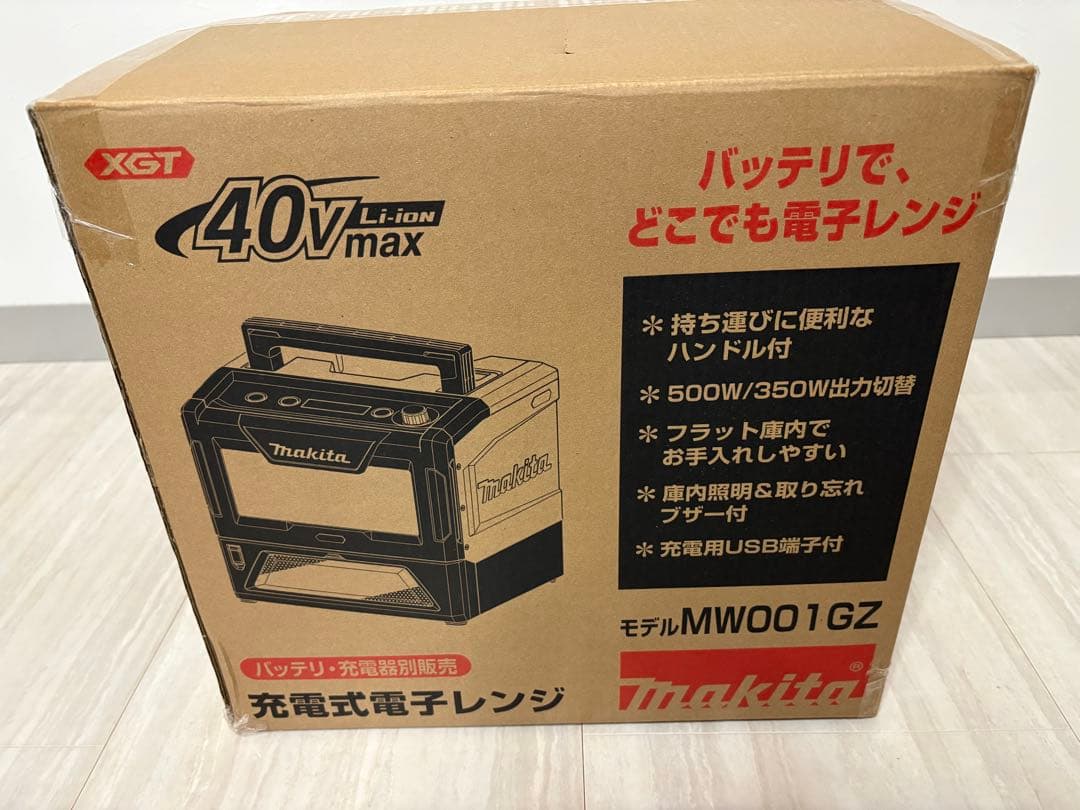 XGT
40Vmax Li-ion
バッテリで、
どこでも電子レンジ
＊ 持ち運びに便利な
ハンドル付
＊ 500W/350W出力切替
＊ フラット庫内で
お手入れしやすい
＊ 庫内照明＆取り忘れ
ブザー付
＊ 充電用USB端子付
makita
makita
モデルMW001GZ
makita®
バッテリ・充電器別販売
充電式電子レンジ